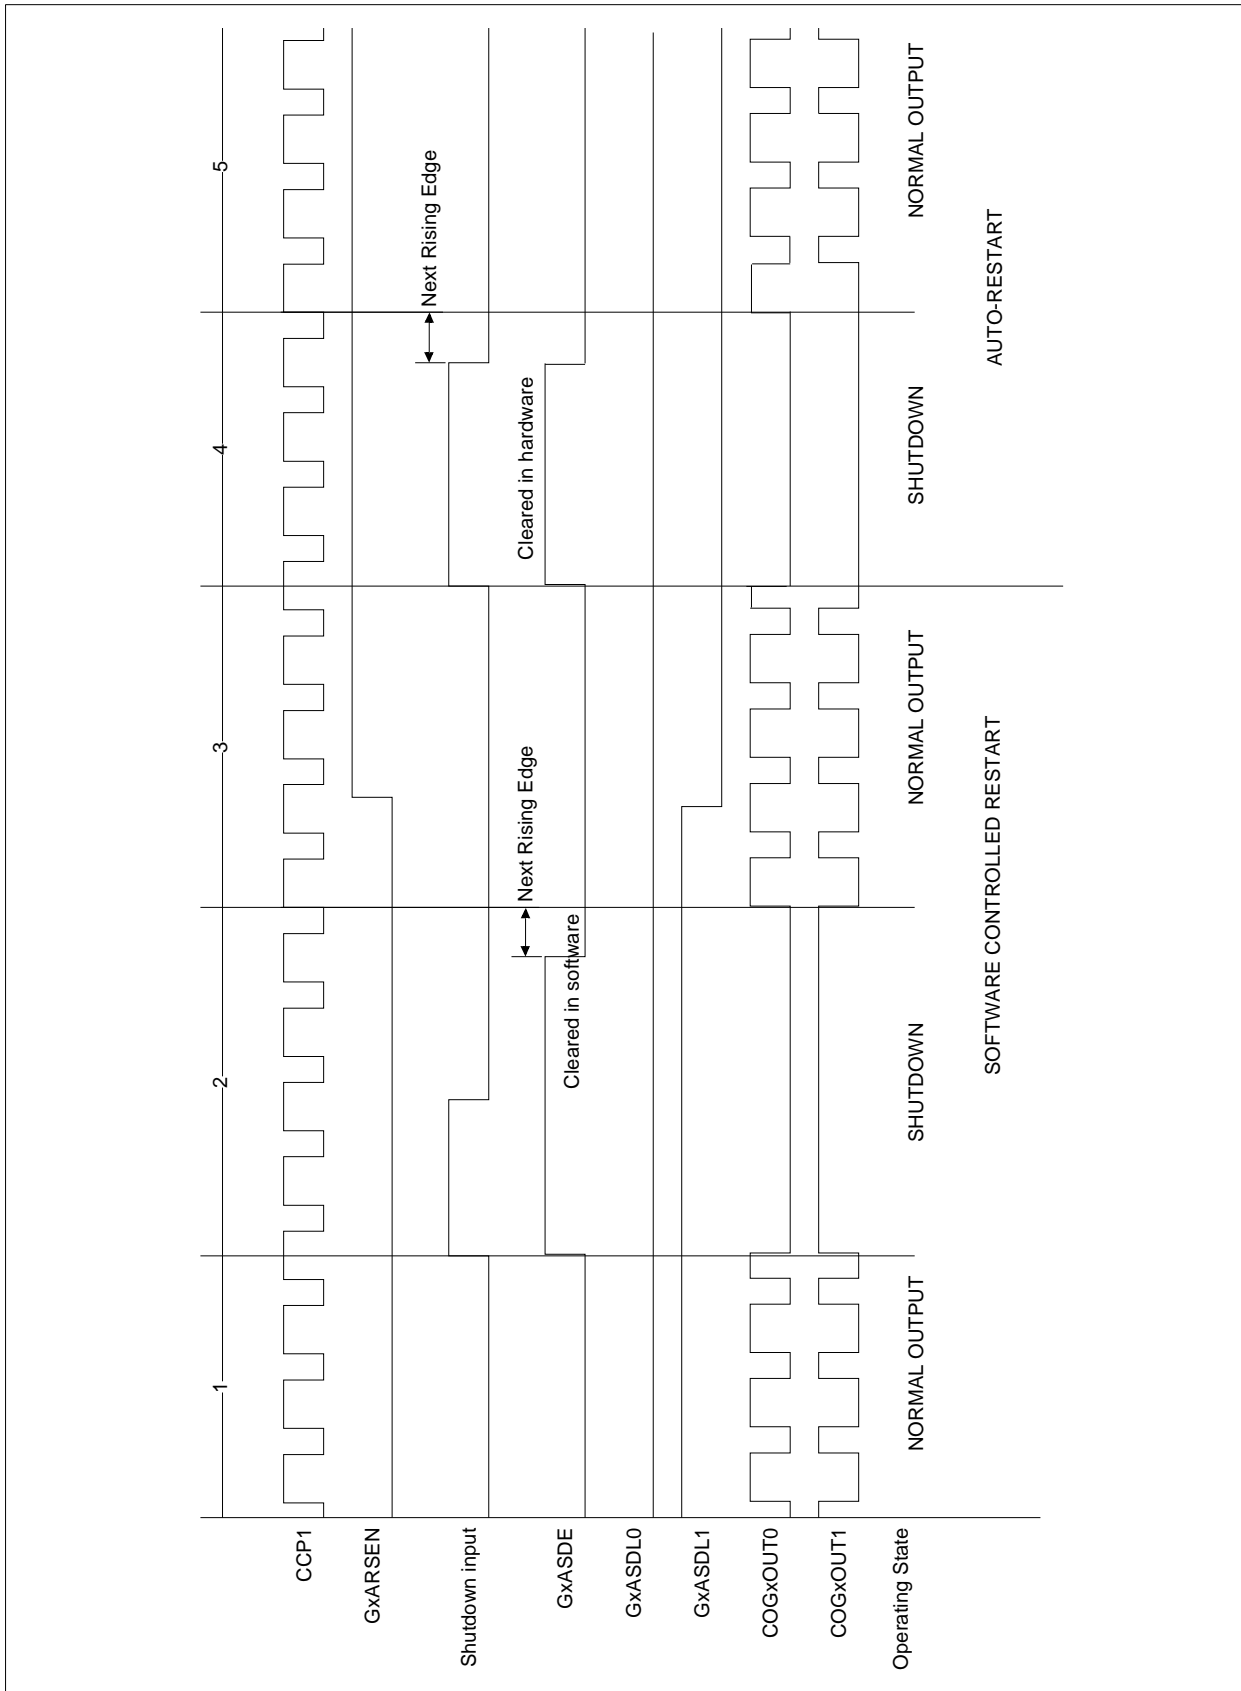 1
2
3
4
5
CCP1
GxARSEN
Next Rising Edge
Shutdown input
Next Rising Edge
Cleared in hardware
GxASDE
Cleared in software
GxASDL0
GxASDL1
COGxOUT0
COGxOUT1
Operating State
NORMAL OUTPUT
SHUTDOWN
NORMAL OUTPUT
SHUTDOWN
NORMAL OUTPUT
SOFTWARE CONTROLLED RESTART
AUTO-RESTART